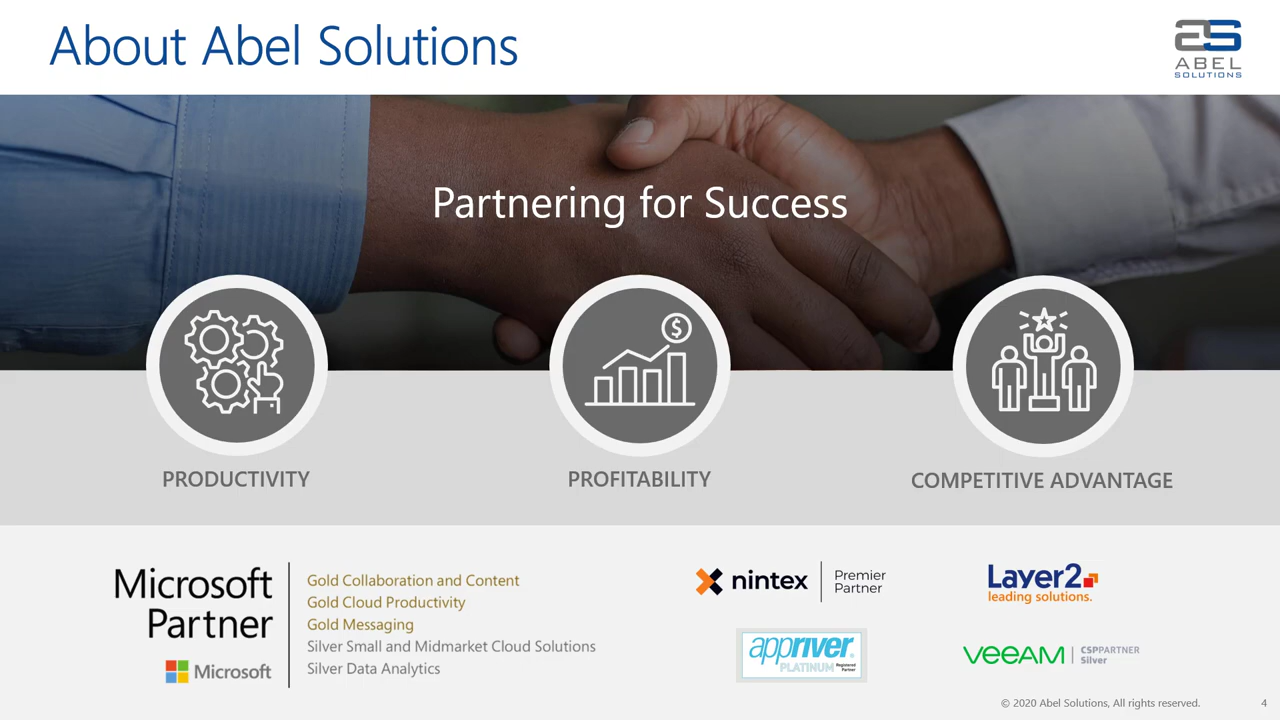 About Abel Solutions
ABEL
SOLUTIONS
Partnering for Success
$
PRODUCTIVITY
PROFITABILITY
COMPETITIVE ADVANTAGE
Microsoft
Partner
Microsoft
Gold Collaboration and Content
Gold Cloud Productivity
Gold Messaging
Silver Small and Midmarket Cloud Solutions
Silver Data Analytics
nintex
Premier
Partner
Layer2
leading solutions.
appriver®
PLATINUM
Registered
Partner
veeAM
CSPPARTNER
Silver
© 2020 Abel Solutions, All rights reserved.
4